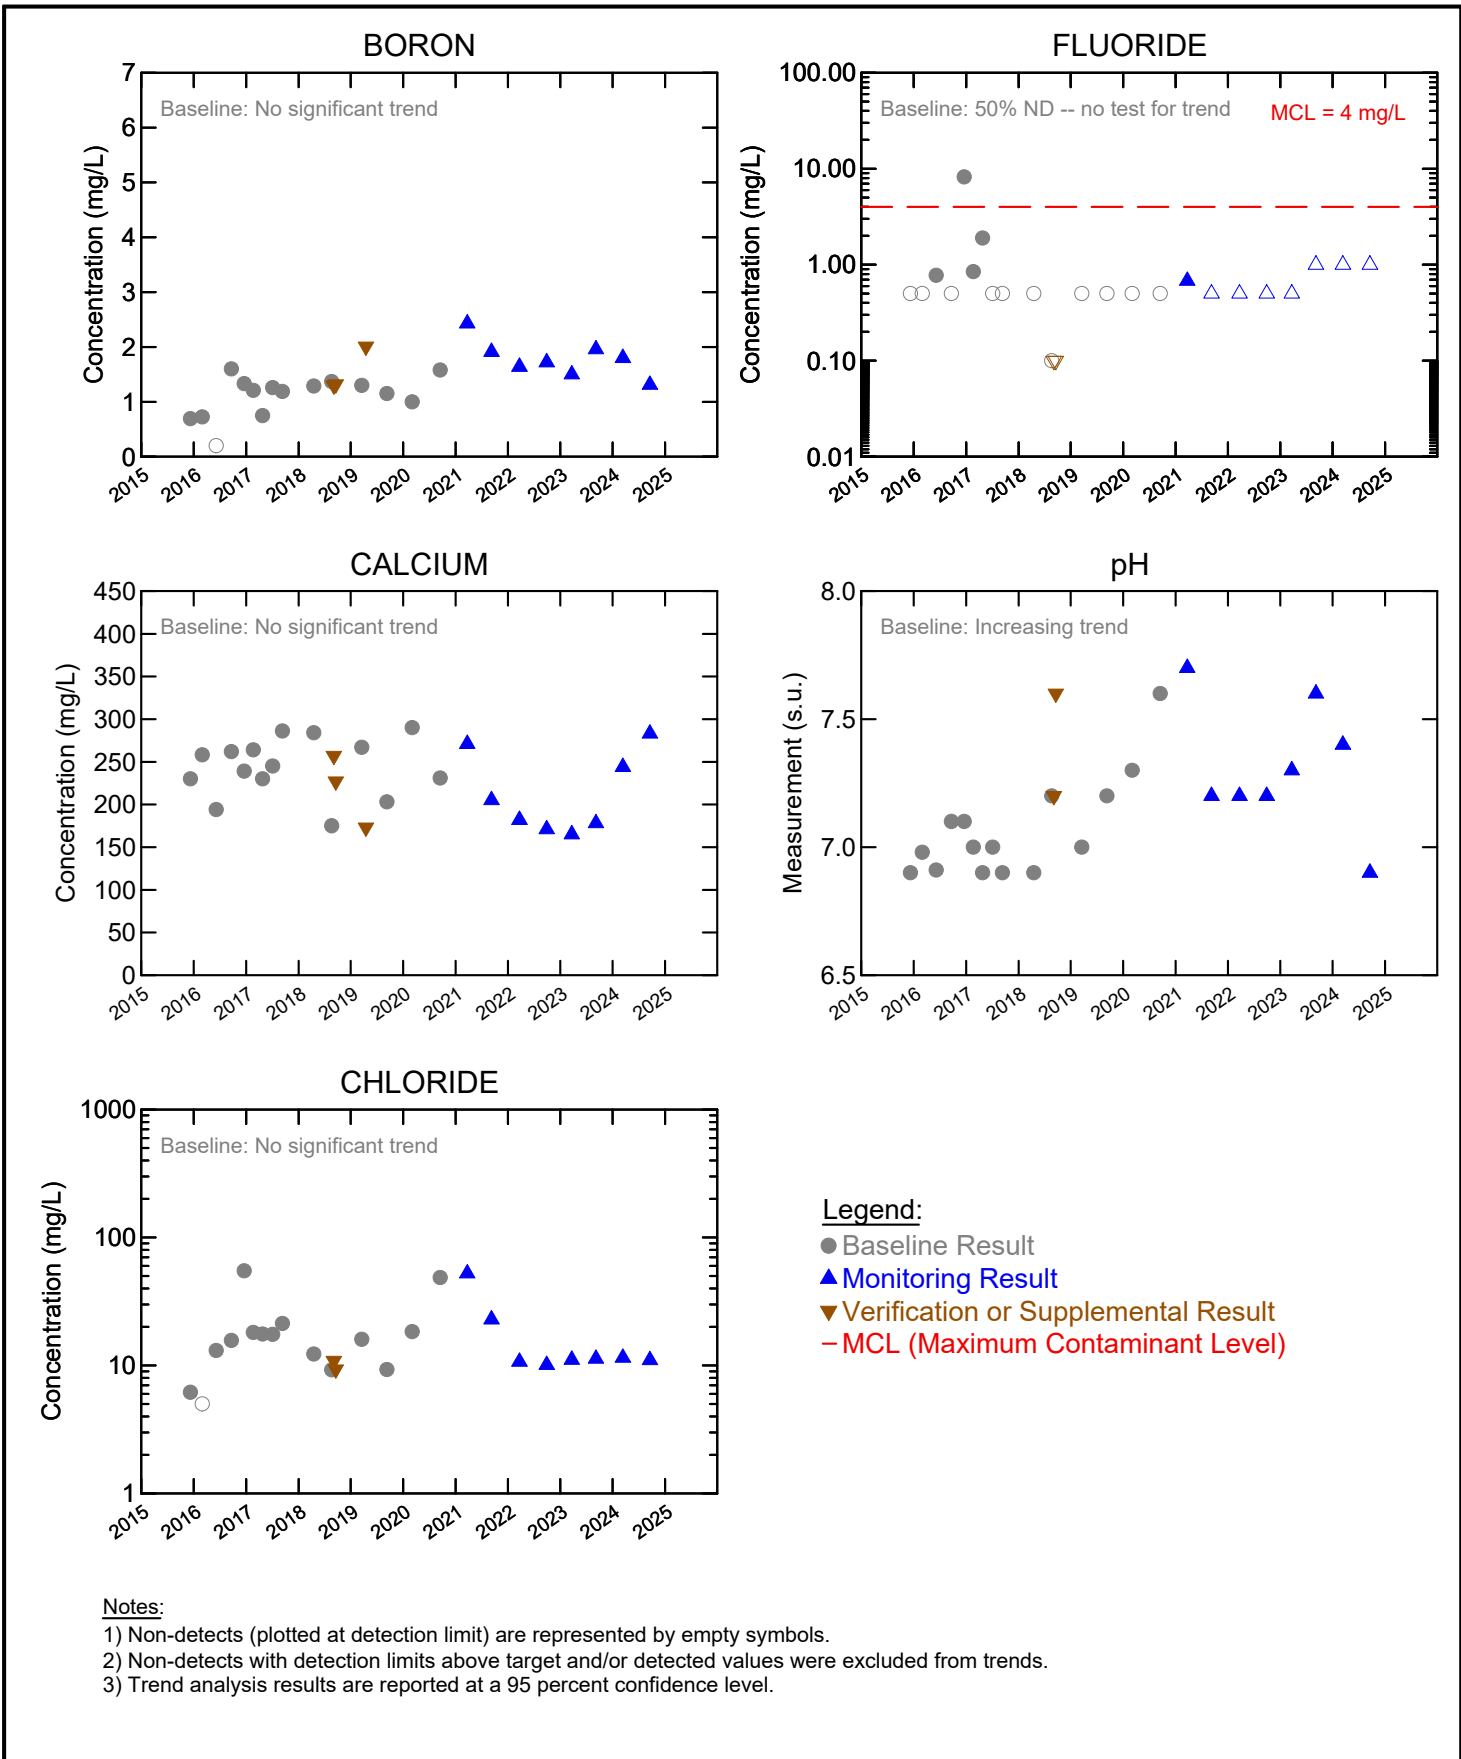 BORON
Concentration (mg/L)
7
6
5
4
3
2
1
0
Baseline: No significant trend
2015 2016 2017 2018 2019 2020 2021 2022 2023 2024 2025
FLUORIDE
Concentration (mg/L)
100.00
10.00
1.00
0.10
0.01
Baseline: 50% ND -- no test for trend
MCL = 4 mg/L
2015 2016 2017 2018 2019 2020 2021 2022 2023 2024 2025
CALCIUM
Concentration (mg/L)
450
400
350
300
250
200
150
100
50
0
Baseline: No significant trend
2015 2016 2017 2018 2019 2020 2021 2022 2023 2024 2025
pH
Measurement (s.u.)
8.0
7.5
7.0
6.5
Baseline: Increasing trend
2015 2016 2017 2018 2019 2020 2021 2022 2023 2024 2025
CHLORIDE
Concentration (mg/L)
1000
100
10
1
Baseline: No significant trend
2015 2016 2017 2018 2019 2020 2021 2022 2023 2024 2025
Legend:
Baseline Result
Monitoring Result
Verification or Supplemental Result
MCL (Maximum Contaminant Level)
Notes:
1) Non-detects (plotted at detection limit) are represented by empty symbols.
2) Non-detects with detection limits above target and/or detected values were excluded from trends.
3) Trend analysis results are reported at a 95 percent confidence level.